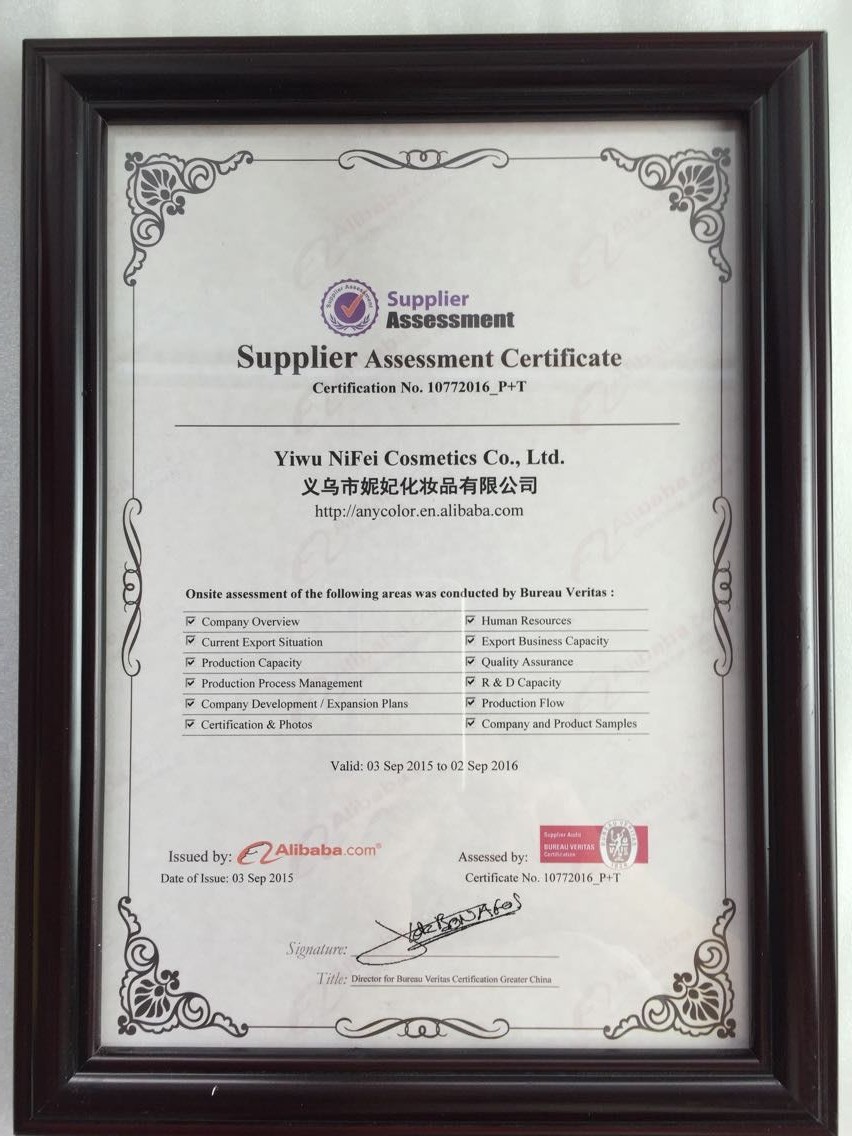 Supplier Assessment
Supplier
Assessment
Supplier Assessment Certificate
Certification No. 10772016_P+T
Yiwu NiFei Cosmetics Co., Ltd.
义乌市妮妃化妆品有限公司
http://anycolor.en.alibaba.com
Onsite assessment of the following areas was conducted by Bureau Veritas :
Company Overview Human Resources
Current Export Situation Export Business Capacity
Production Capacity Quality Assurance
Production Process Management R & D Capacity
Company Development / Expansion Plans Production Flow
Certification & Photos Company and Product Samples
Valid: 03 Sep 2015 to 02 Sep 2016
Issued by: Alibaba.com®
Supplier Audit
BUREAU VERITAS
Certification
Assessed by:
Date of Issue: 03 Sep 2015 Certificate No. 10772016_P+T
Signature:
Title: Director for Bureau Veritas Certification Greater China